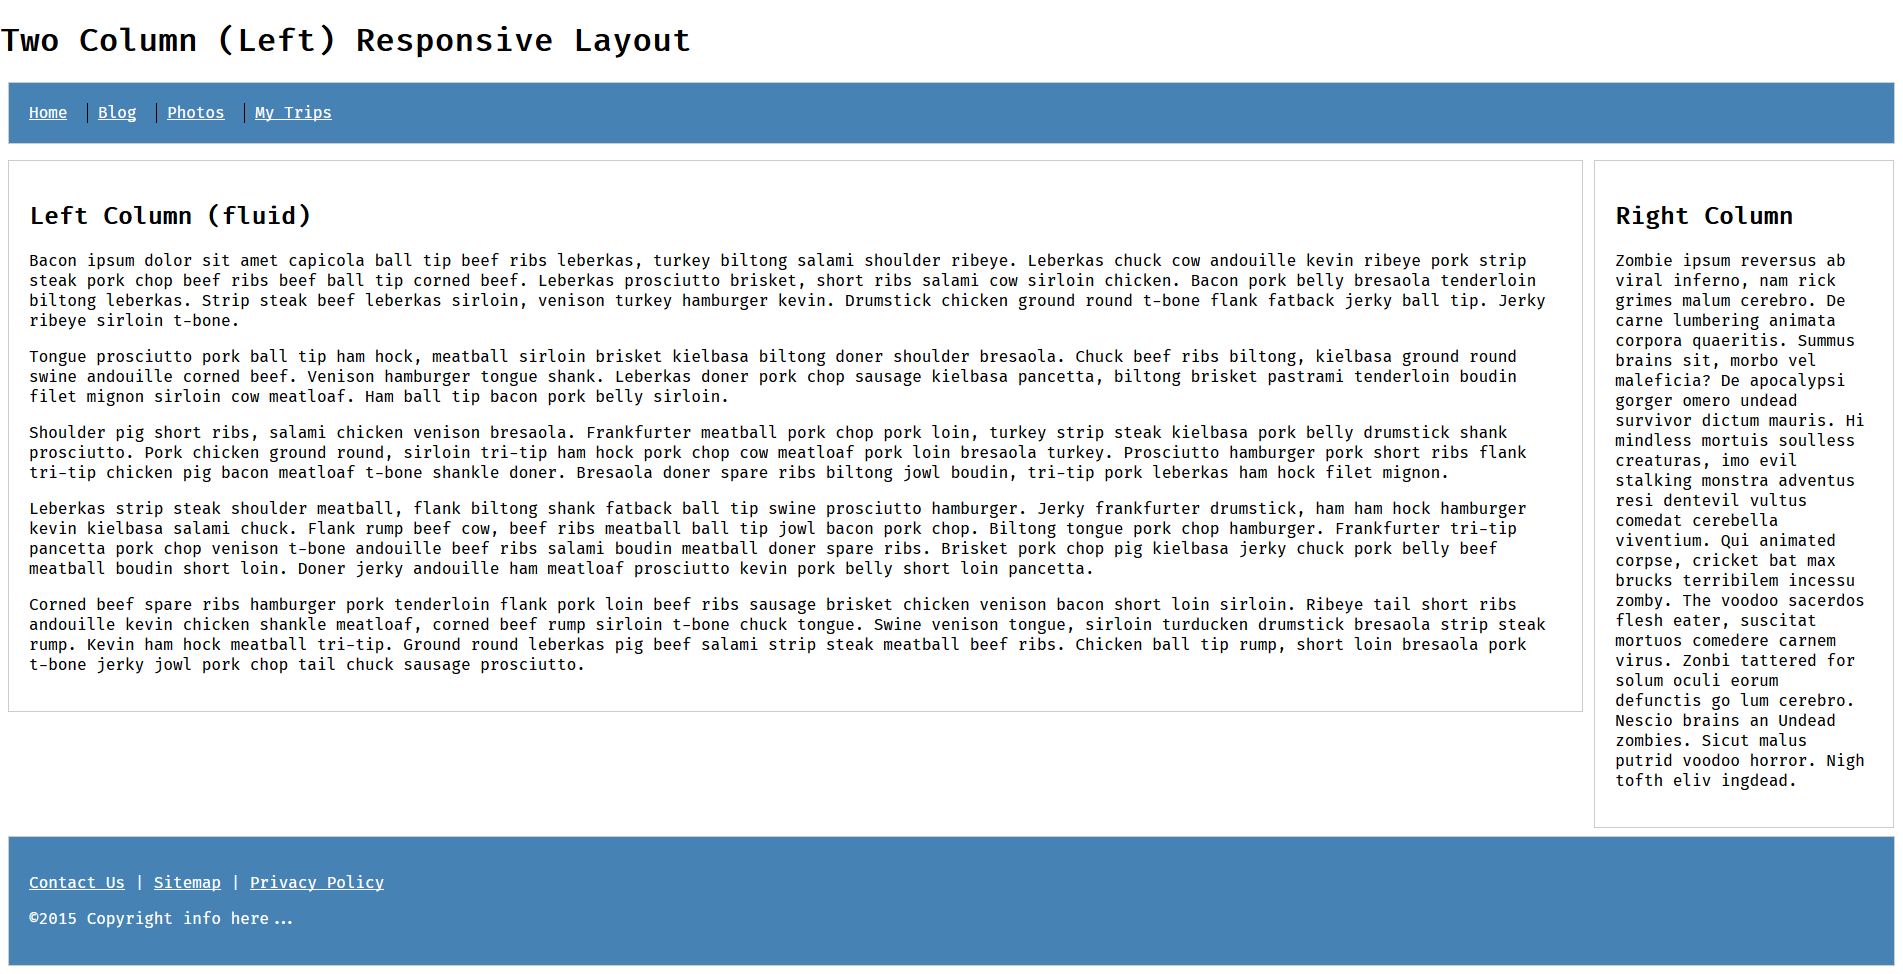 Two Column (Left) Responsive Layout
Home
Blog
Photos
My Trips
Left Column (fluid)
Bacon ipsum dolor sit amet capicola ball tip beef ribs leberkas, turkey biltong salami shoulder ribeye. Leberkas chuck cow andouille kevin ribeye pork strip
steak pork chop beef ribs beef ball tip corned beef. Leberkas prosciutto brisket, short ribs salami cow sirloin chicken. Bacon pork belly bresaola tenderloin
biltong leberkas. Strip steak beef leberkas sirloin, venison turkey hamburger kevin. Drumstick chicken ground round t-bone flank fatback jerky ball tip. Jerky
ribeye sirloin t-bone.
Tongue prosciutto pork ball tip ham hock, meatball sirloin brisket kielbasa biltong doner shoulder bresaola. Chuck beef ribs biltong, kielbasa ground round
swine andouille corned beef. Venison hamburger tongue shank. Leberkas doner pork chop sausage kielbasa pancetta, biltong brisket pastrami tenderloin boudin
filet mignon sirloin cow meatloaf. Ham ball tip bacon pork belly sirloin.
Shoulder pig short ribs, salami chicken venison bresaola. Frankfurter meatball pork chop pork loin, turkey strip steak kielbasa pork belly drumstick shank
prosciutto. Pork chicken ground round, sirloin tri-tip ham hock pork chop cow meatloaf pork loin bresaola turkey. Prosciutto hamburger pork short ribs flank
tri-tip chicken pig bacon meatloaf t-bone shankle doner. Bresaola doner spare ribs biltong jowl boudin, tri-tip pork leberkas ham hock filet mignon.
Leberkas strip steak shoulder meatball, flank biltong shank fatback ball tip swine prosciutto hamburger. Jerky frankfurter drumstick, ham ham hock hamburger
kevin kielbasa salami chuck. Flank rump beef cow, beef ribs meatball ball tip jowl bacon pork chop. Biltong tongue pork chop hamburger. Frankfurter tri-tip
pancetta pork chop venison t-bone andouille beef ribs salami boudin meatball doner spare ribs. Brisket pork chop pig kielbasa jerky chuck pork belly beef
meatball boudin short loin. Doner jerky andouille ham meatloaf prosciutto kevin pork belly short loin pancetta.
Corned beef spare ribs hamburger pork tenderloin flank pork loin beef ribs sausage brisket chicken venison bacon short loin sirloin. Ribeye tail short ribs
andouille kevin chicken shankle meatloaf, corned beef rump sirloin t-bone chuck tongue. Swine venison tongue, sirloin turducken drumstick bresaola strip steak
rump. Kevin ham hock meatball tri-tip. Ground round leberkas pig beef salami strip steak meatball beef ribs. Chicken ball tip rump, short loin bresaola pork
t-bone jerky jowl pork chop tail chuck sausage prosciutto.
Right Column
Zombie ipsum reversus ab
viral inferno, nam rick
grimes malum cerebro. De
carne lumbering animata
corpora quaeritis. Summus
brains sit, morbo vel
maleficia? De apocalypsi
gorger omero undead
survivor dictum mauris. Hi
mindless mortuis soulless
creaturas, imo evil
stalking monstra adventus
resi dentevil vultus
comedat cerebella
viventium. Qui animated
corpse, cricket bat max
brucks terribilem incessu
zomby. The voodoo sacerdos
flesh eater, suscitat
mortuos comedere carnem
virus. Zonbi tattered for
solum oculi eorum
defunctis go lum cerebro.
Nescio brains an Undead
zombies. Sicut malus
putrid voodoo horror. Nigh
tofth eliv ingdead.
Contact Us | Sitemap | Privacy Policy
©2015 Copyright info here...